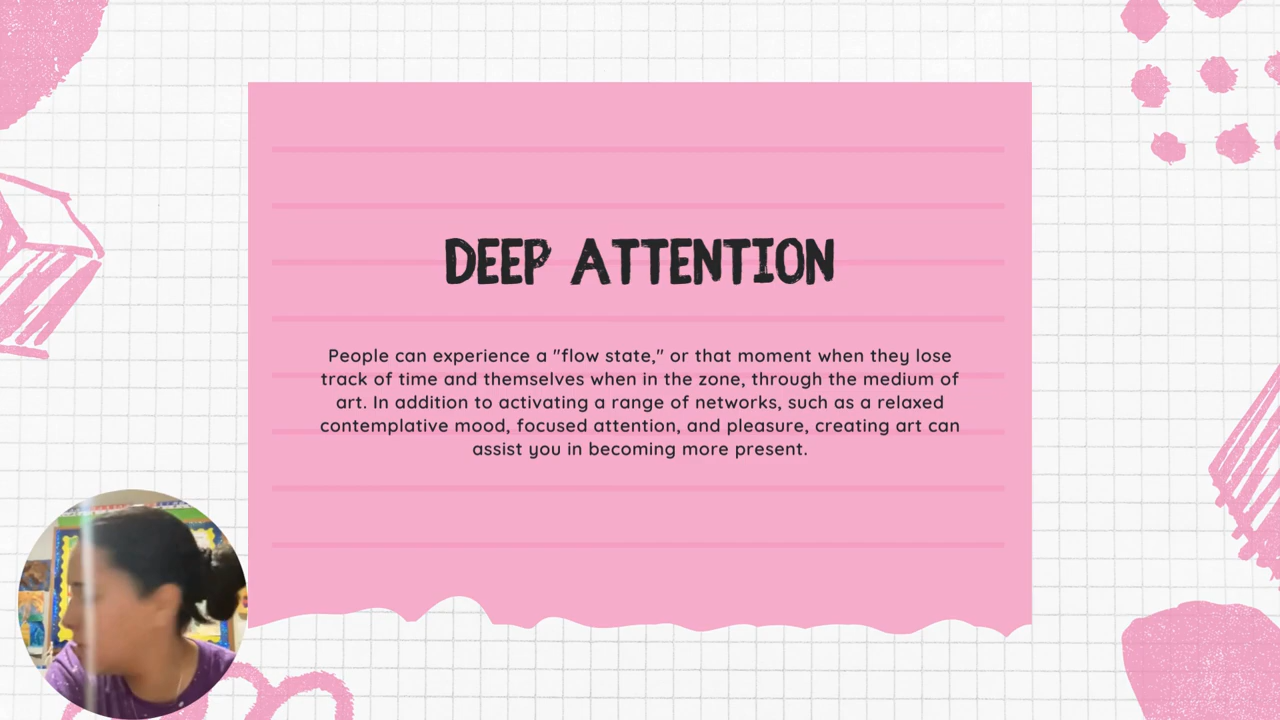 DEEP ATTENTION
People can experience a "flow state," or that moment when they lose
track of time and themselves when in the zone, through the medium of
art. In addition to activating a range of networks, such as a relaxed
contemplative mood, focused attention, and pleasure, creating art can
assist you in becoming more present.